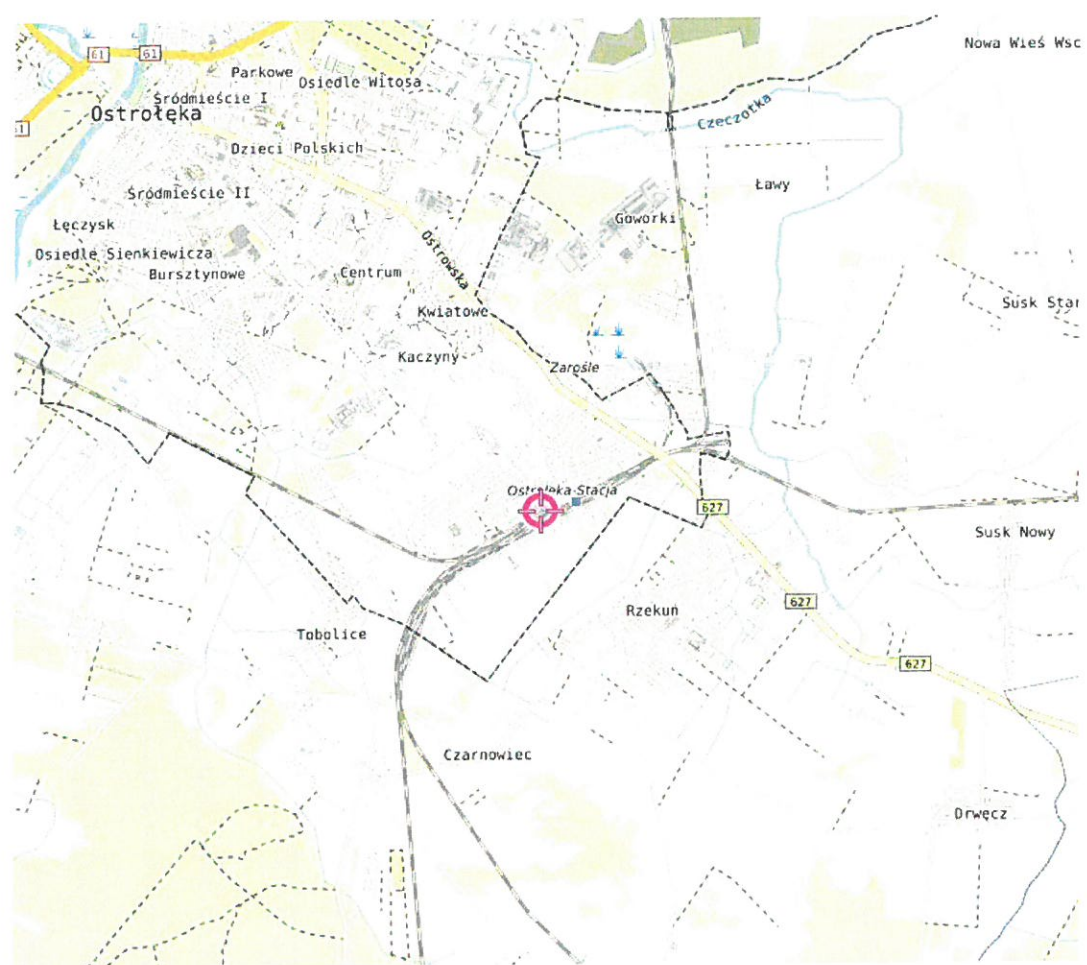 Nowa Wieś Wsc
61
61
61
Parkowe
Osiedle Witosa
Śródmieście I
Ostrołęka
Czeczotka
Dzieci Polskich
Śródmieście II
Ławy
Łęczysk
Goworki
Osiedle Sienkiewicza
Ostrowska
Bursztynowe
Centrum
Susk Star
Kwiatowe
Kaczyny
Zarośle
Ostrołęka-Stacja
627
Susk Nowy
627
Rzekuń
Tobolice
627
Czarnowiec
Drwęcz